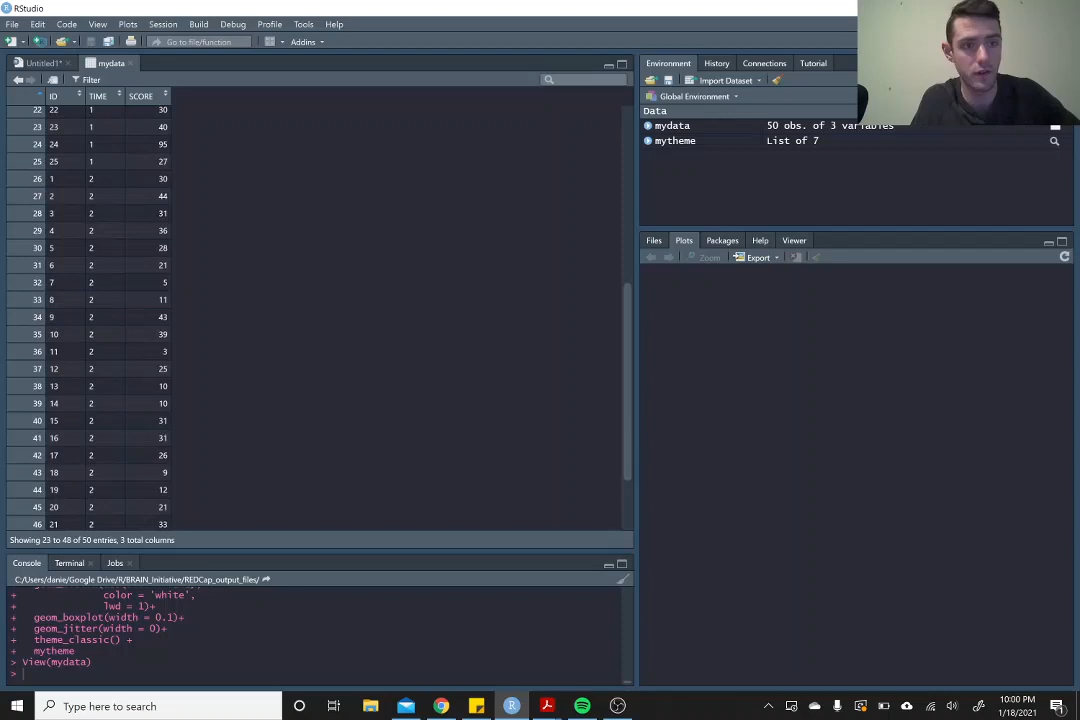 RStudio
File Edit Code View Plots Session Build Debug Profile Tools Help
Go to file/function Addins
Untitled1* mydata
Filter
ID TIME SCORE
22 22 1 30
23 23 1 40
24 24 1 95
25 25 1 27
26 1 2 30
27 2 2 44
28 3 2 31
29 4 2 36
30 5 2 28
31 6 2 21
32 7 2 5
33 8 2 11
34 9 2 43
35 10 2 39
36 11 2 3
37 12 2 25
38 13 2 10
39 14 2 10
40 15 2 31
41 16 2 31
42 17 2 26
43 18 2 9
44 19 2 12
45 20 2 21
46 21 2 33
Showing 23 to 48 of 50 entries, 3 total columns
Console Terminal Jobs
C:/Users/danie/Google Drive/R/BRAIN_Initiative/REDCap_output_files/
+ color = 'white',
+ lwd = 1)+
+ geom_boxplot(width = 0.1)+
+ geom_jitter(width = 0)+
+ theme_classic() +
+ mytheme
> View(mydata)
>
Environment History Connections Tutorial
Import Dataset
Global Environment
Data
mydata 50 obs. of 3 variables
mytheme List of 7
Files Plots Packages Help Viewer
Zoom Export
Type here to search
10:00 PM
1/18/2021
1